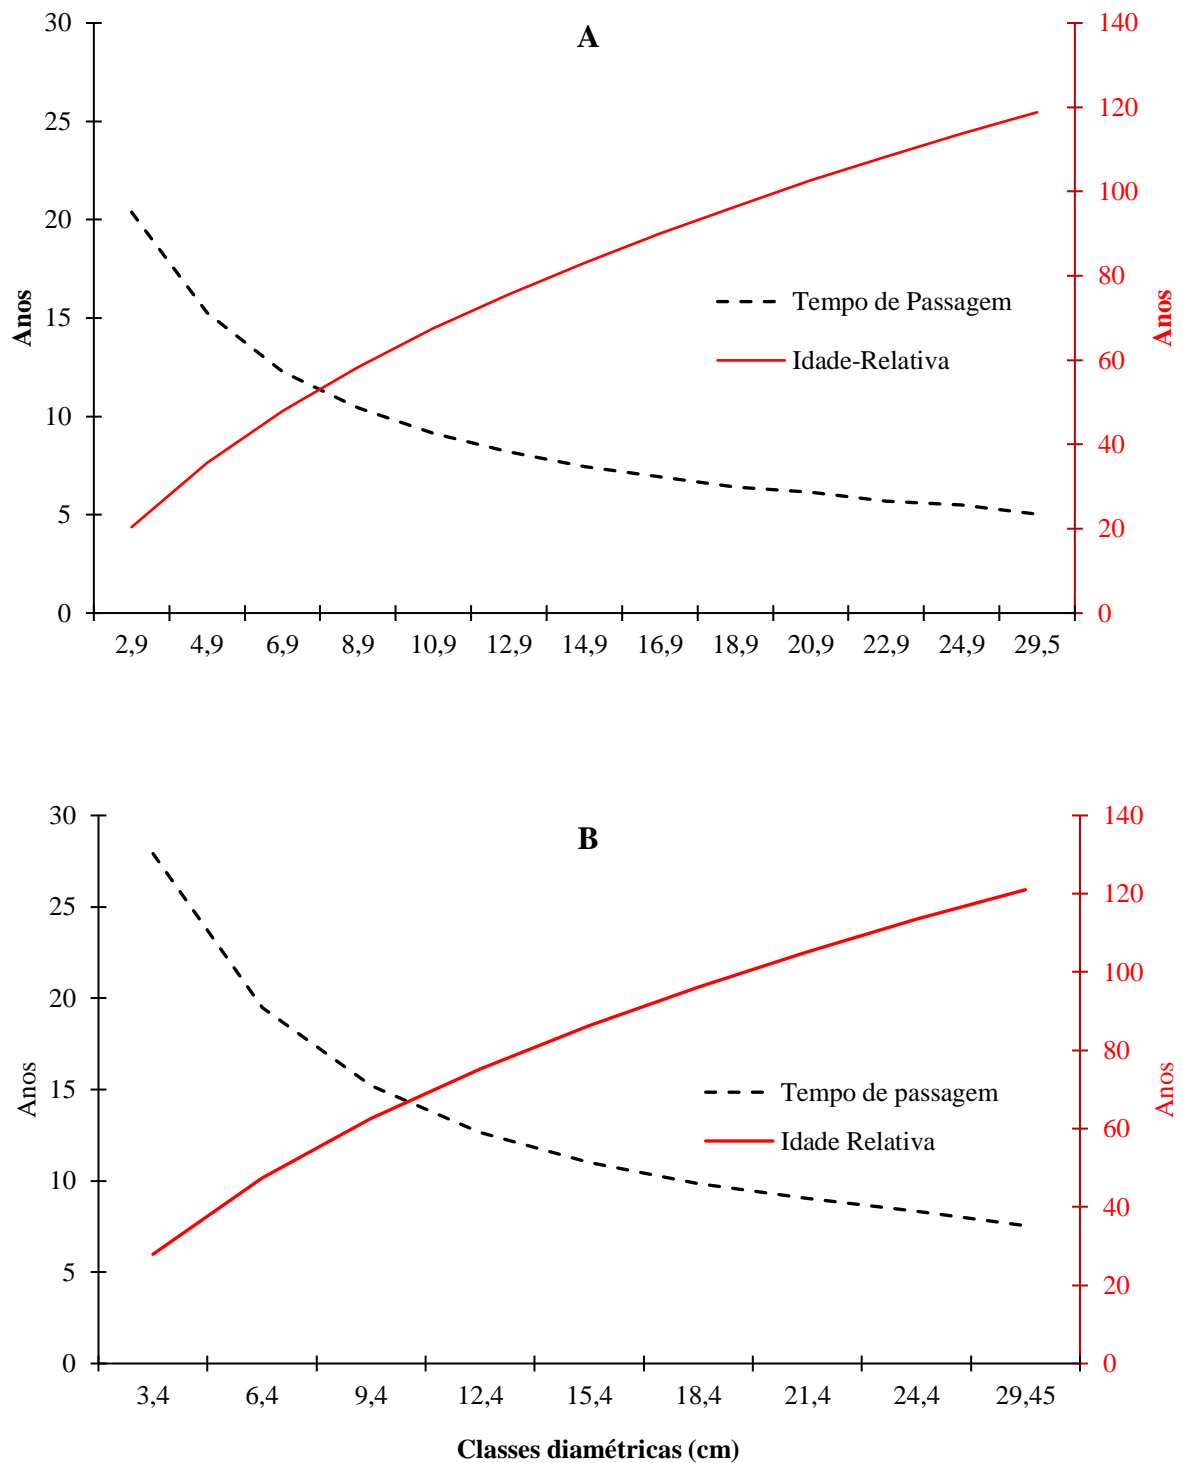 A
30
25
20
15
10
5
0
Anos
140
120
100
80
60
40
20
0
Anos
Tempo de Passagem
Idade-Relativa
2,9 4,9 6,9 8,9 10,9 12,9 14,9 16,9 18,9 20,9 22,9 24,9 29,5
B
30
25
20
15
10
5
0
Anos
140
120
100
80
60
40
20
0
Anos
Tempo de passagem
Idade Relativa
3,4 6,4 9,4 12,4 15,4 18,4 21,4 24,4 29,45
Classes diamétricas (cm)